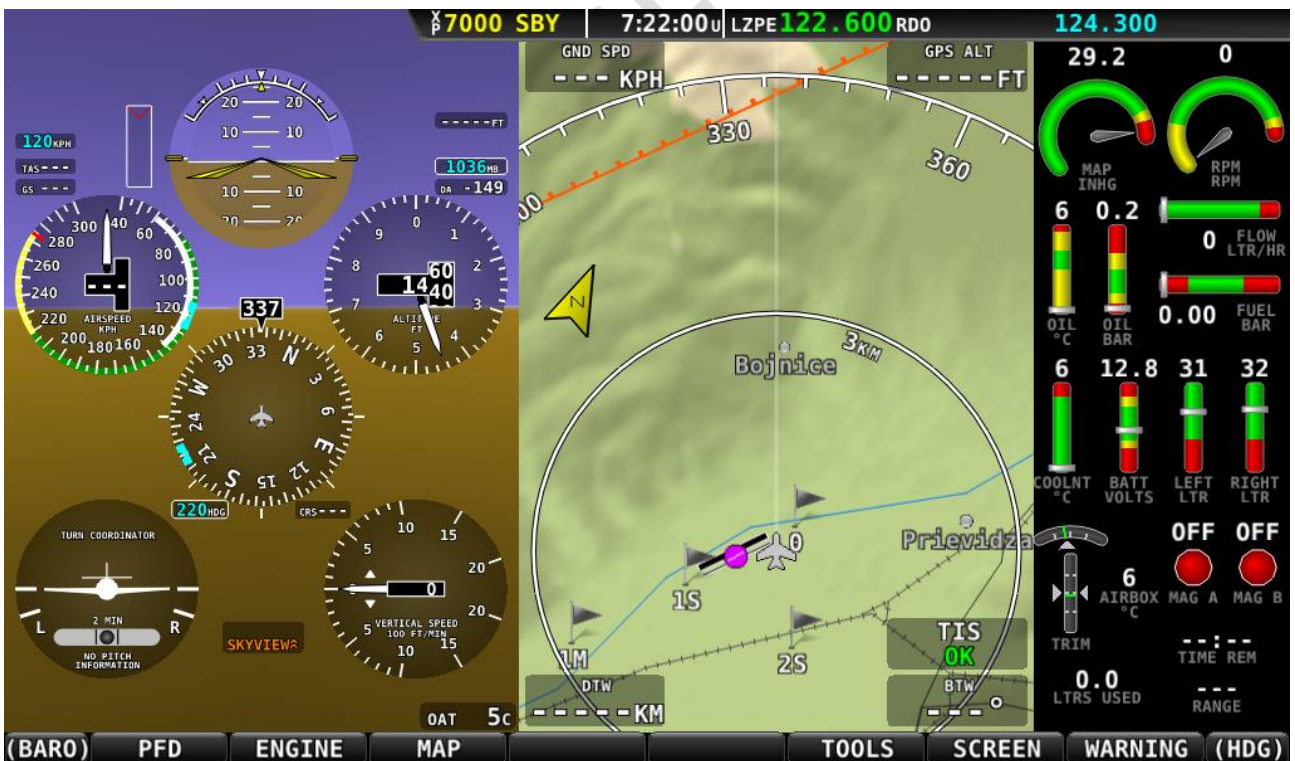 XP 7000 SBY 7:22:00U LZPE 122.600 RDO 124.300
GND SPD
--- KPH
GPS ALT
-----FT
29.2 0
MAP
INHG
RPM
RPM
20 20
10 10
10 10
20 20
120KPH
TAS---
GS ---
-----FT
1036MB
DA -149
330
360
300
6 0.2
OIL
°C
OIL
BAR
0 FLOW
LTR/HR
0.00 FUEL
BAR
300 40 60 80 100 120 140 160 180 200 220 240 260 280
---
AIRSPEED
KPH
0 1 2 3 4 5 6 7 8 9
14 60
40
ALTITUDE
FT
337
33 N 3 6 E 12 15 S 21 24 W 30
220HDG
CRS---
N
3KM
Bojnice
Prievidza
0
1S
1M
2S
6 12.8 31 32
COOLNT
°C
BATT
VOLTS
LEFT
LTR
RIGHT
LTR
TURN COORDINATOR
L R
2 MIN
NO PITCH
INFORMATION
SKYVIEW
5 10 15 20
0
VERTICAL SPEED
100 FT/MIN
5 10 15 20
OAT 5C
TIS
OK
DTW
-----KM
BTW
---°
TRIM
6
AIRBOX
°C
OFF OFF
MAG A MAG B
--:--
TIME REM
0.0
LTRS USED
---
RANGE
(BARO) PFD ENGINE MAP TOOLS SCREEN WARNING (HDG)